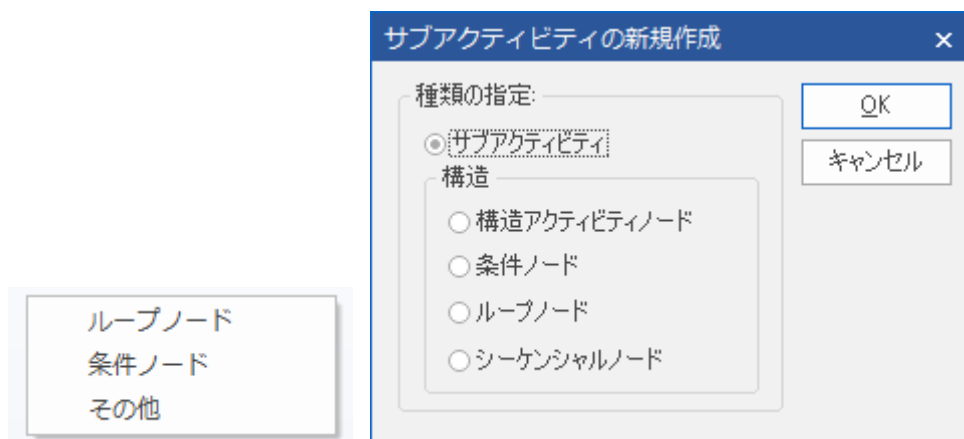 ループノード
条件ノード
その他
サブアクティビティの新規作成
種類の指定:
サブアクティビティ
構造
構造アクティビティノード
条件ノード
ループノード
シーケンシャルノード
OK
キャンセル